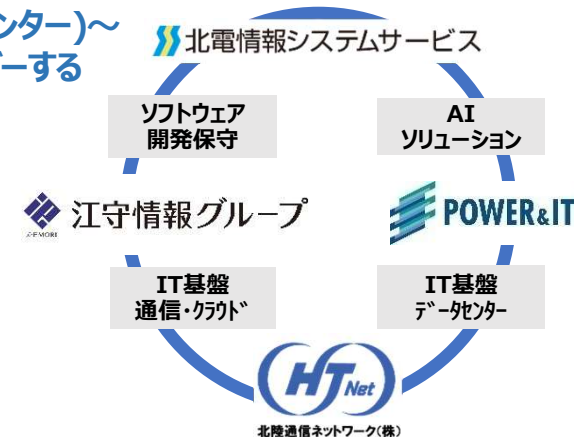 ンター)～
ーする
北電情報システムサービス
ソフトウェア
開発保守
AI
ソリューション
江守情報グループ
POWER&IT
IT基盤
通信・クラウド
IT基盤
データセンター
HTNet
北陸通信ネットワーク(株)